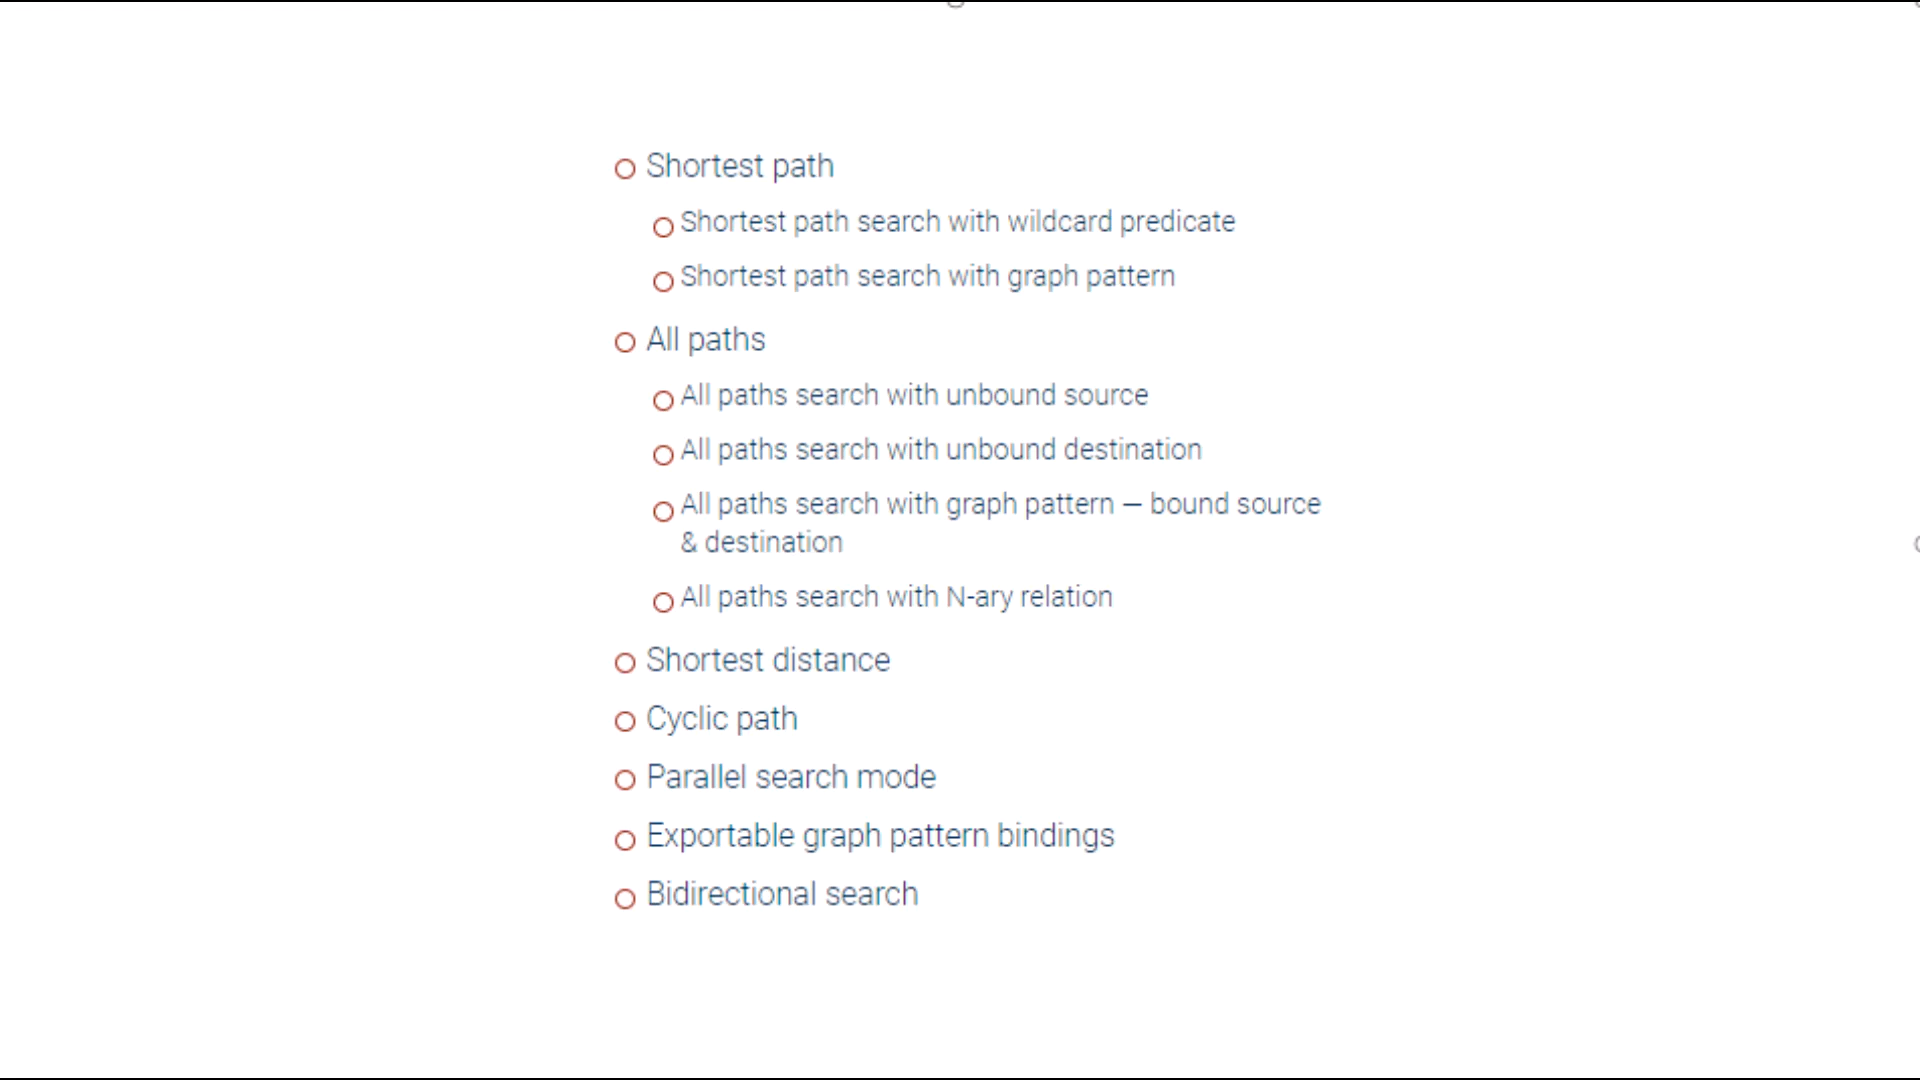 Shortest path
Shortest path search with wildcard predicate
Shortest path search with graph pattern
All paths
All paths search with unbound source
All paths search with unbound destination
All paths search with graph pattern – bound source
& destination
All paths search with N-ary relation
Shortest distance
Cyclic path
Parallel search mode
Exportable graph pattern bindings
Bidirectional search